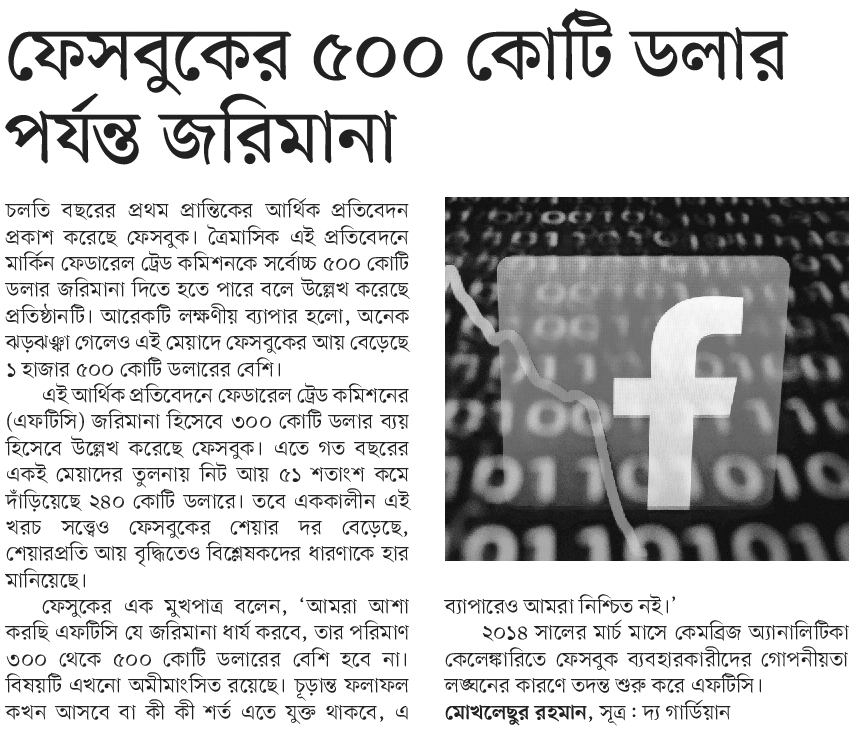 ফেসবুকের ৫০০ কোটি ডলার
পর্যন্ত জরিমানা
চলতি বছরের প্রথম প্রান্তিকের আর্থিক প্রতিবেদন
প্রকাশ করেছে ফেসবুক। ত্রৈমাসিক এই প্রতিবেদনে
মার্কিন ফেডারেল ট্রেড কমিশনকে সর্বোচ্চ ৫০০ কোটি
ডলার জরিমানা দিতে হতে পারে বলে উল্লেখ করেছে
প্রতিষ্ঠানটি। আরেকটি লক্ষণীয় ব্যাপার হলো, অনেক
ঝড়ঝঞ্ঝা গেলেও এই মেয়াদে ফেসবুকের আয় বেড়েছে
১ হাজার ৫০০ কোটি ডলারের বেশি।
এই আর্থিক প্রতিবেদনে ফেডারেল ট্রেড কমিশনের
(এফটিসি) জরিমানা হিসেবে ৩০০ কোটি ডলার ব্যয়
হিসেবে উল্লেখ করেছে ফেসবুক। এতে গত বছরের
একই মেয়াদের তুলনায় নিট আয় ৫১ শতাংশ কমে
দাঁড়িয়েছে ২৪০ কোটি ডলারে। তবে এককালীন এই
খরচ সত্ত্বেও ফেসবুকের শেয়ার দর বেড়েছে,
শেয়ারপ্রতি আয় বৃদ্ধিতেও বিশ্লেষকদের ধারণাকে হার
মানিয়েছে।
ফেসুকের এক মুখপাত্র বলেন, ‘আমরা আশা
করছি এফটিসি যে জরিমানা ধার্য করবে, তার পরিমাণ
৩০০ থেকে ৫০০ কোটি ডলারের বেশি হবে না।
বিষয়টি এখনো অমীমাংসিত রয়েছে। চূড়ান্ত ফলাফল
কখন আসবে বা কী কী শর্ত এতে যুক্ত থাকবে, এ
ব্যাপারেও আমরা নিশ্চিত নই।’
২০১৪ সালের মার্চ মাসে কেমব্রিজ অ্যানালিটিকা
কেলেঙ্কারিতে ফেসবুক ব্যবহারকারীদের গোপনীয়তা
লঙ্ঘনের কারণে তদন্ত শুরু করে এফটিসি।
মোখলেছুর রহমান, সূত্র : দ্য গার্ডিয়ান